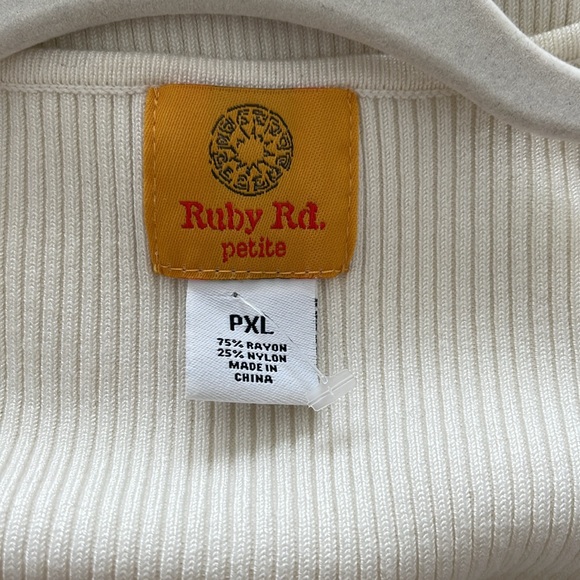 Ruby Rd.
petite
PXL
75% RAYON
25% NYLON
MADE IN
CHINA